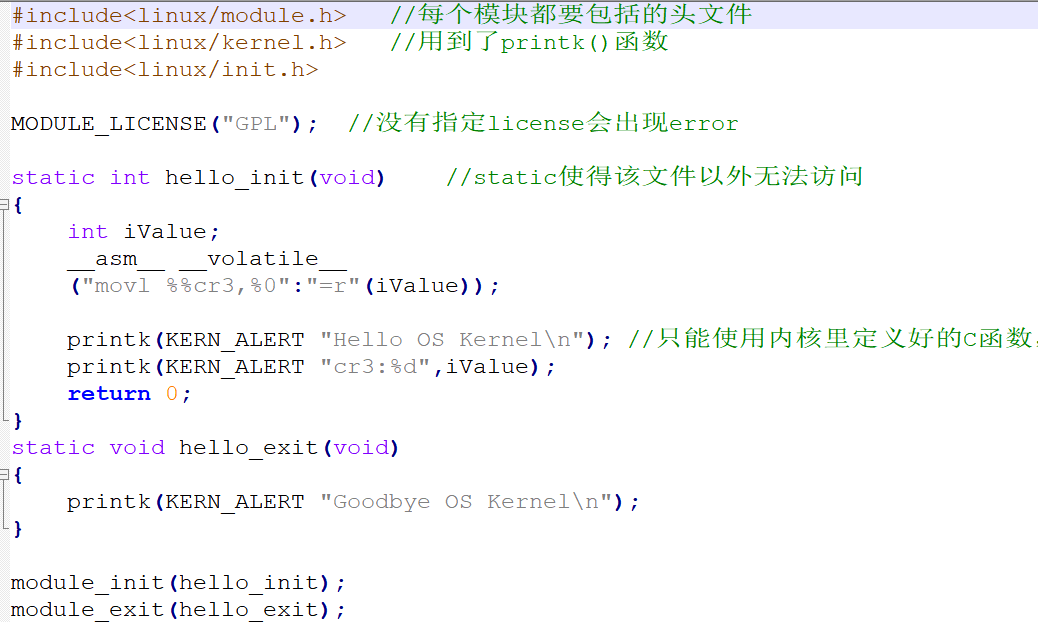 #include<linux/module.h>   //每个模块都要包括的头文件
#include<linux/kernel.h>   //用到了printk()函数
#include<linux/init.h>
MODULE_LICENSE("GPL");  //没有指定license会出现error
static int hello_init(void)    //static使得该文件以外无法访问
{
    int iValue;
    __asm__ __volatile__
    ("movl %%cr3,%0":"=r"(iValue));
    printk(KERN_ALERT "Hello OS Kernel\n"); //只能使用内核里定义好的C函数,
    printk(KERN_ALERT "cr3:%d",iValue);
    return 0;
}
static void hello_exit(void)
{
    printk(KERN_ALERT "Goodbye OS Kernel\n");
}
module_init(hello_init);
module_exit(hello_exit);